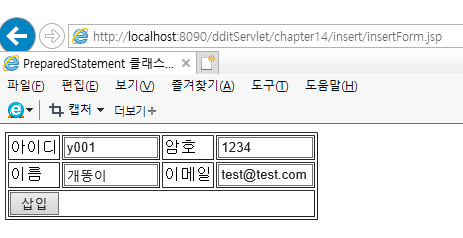 http://localhost:8090/dditServlet/chapter14/insert/insertForm.jsp
PreparedStatement 클래스...
파일(F) 편집(E) 보기(V) 즐겨찾기(A) 도구(T) 도움말(H)
캡처 더보기
아이디 y001 암호 1234
이름 개똥이 이메일 test@test.com
삽입